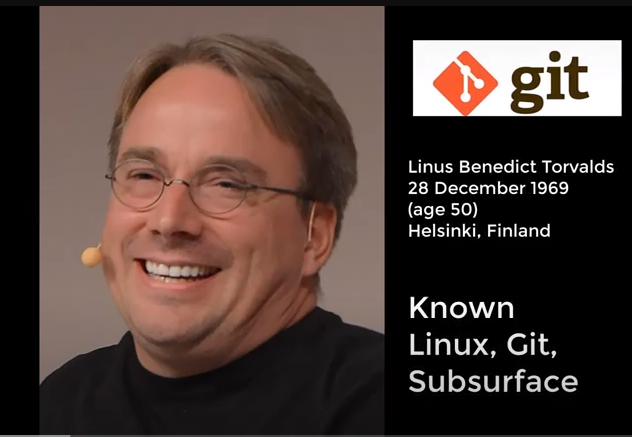 git
Linus Benedict Torvalds
28 December 1969
(age 50)
Helsinki, Finland
Known
Linux, Git,
Subsurface